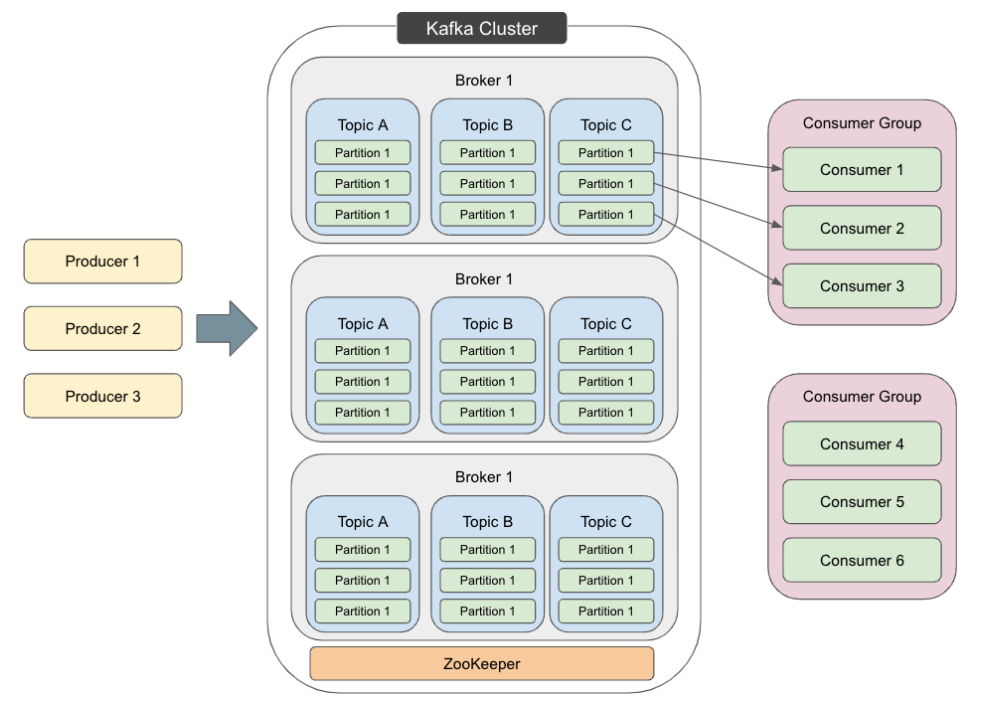 Kafka Cluster
Broker 1
Topic A
Partition 1
Partition 1
Partition 1
Topic B
Partition 1
Partition 1
Partition 1
Topic C
Partition 1
Partition 1
Partition 1
Broker 1
Topic A
Partition 1
Partition 1
Partition 1
Topic B
Partition 1
Partition 1
Partition 1
Topic C
Partition 1
Partition 1
Partition 1
Broker 1
Topic A
Partition 1
Partition 1
Partition 1
Topic B
Partition 1
Partition 1
Partition 1
Topic C
Partition 1
Partition 1
Partition 1
ZooKeeper
Producer 1
Producer 2
Producer 3
Consumer Group
Consumer 1
Consumer 2
Consumer 3
Consumer Group
Consumer 4
Consumer 5
Consumer 6